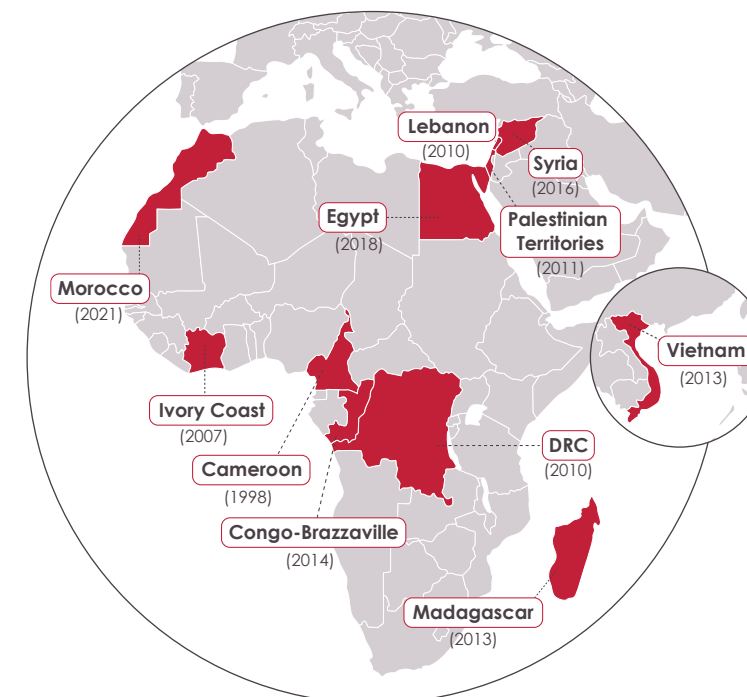 Lebanon
(2010)
Syria
(2016)
Egypt
(2018)
Palestinian
Territories
(2011)
Morocco
(2021)
Vietnam
(2013)
Ivory Coast
(2007)
DRC
(2010)
Cameroon
(1998)
Congo-Brazzaville
(2014)
Madagascar
(2013)